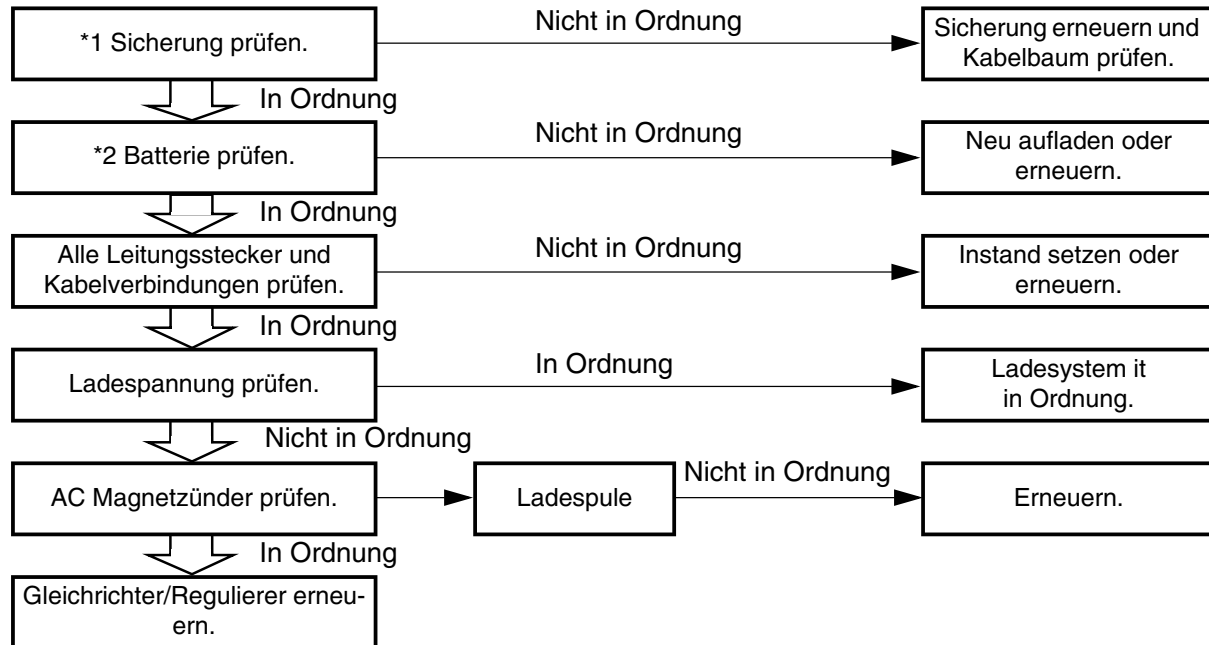 *1 Sicherung prüfen.
Nicht in Ordnung
Sicherung erneuern und
Kabelbaum prüfen.
In Ordnung
*2 Batterie prüfen.
Nicht in Ordnung
Neu aufladen oder
erneuern.
In Ordnung
Alle Leitungsstecker und
Kabelverbindungen prüfen.
Nicht in Ordnung
Instand setzen oder
erneuern.
In Ordnung
Ladespannung prüfen.
In Ordnung
Ladesystem it
in Ordnung.
Nicht in Ordnung
AC Magnetzünder prüfen.
Ladespule
Nicht in Ordnung
Erneuern.
In Ordnung
Gleichrichter/Regulierer erneu-
ern.